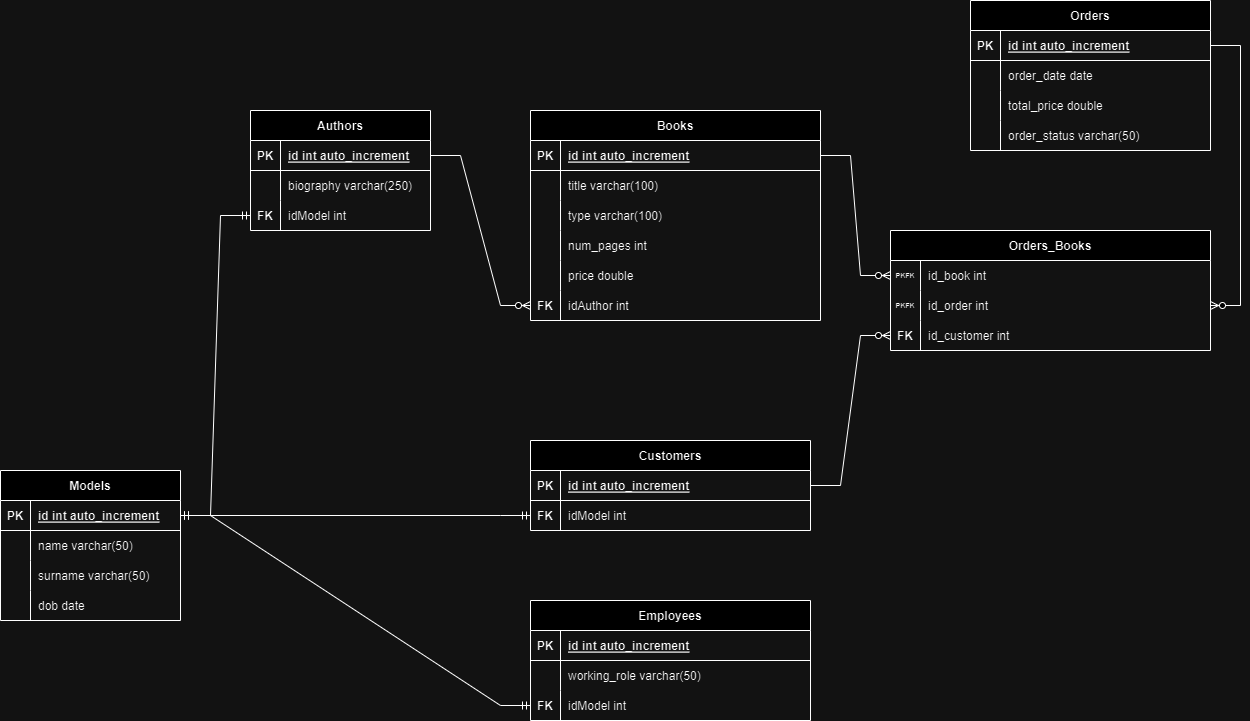 Orders
PK id int auto_increment
order_date date
total_price double
order_status varchar(50)
Authors
PK id int auto_increment
biography varchar(250)
FK idModel int
Books
PK id int auto_increment
title varchar(100)
type varchar(100)
num_pages int
price double
FK idAuthor int
Orders_Books
PKFK id_book int
PKFK id_order int
FK id_customer int
Customers
PK id int auto_increment
FK idModel int
Models
PK id int auto_increment
name varchar(50)
surname varchar(50)
dob date
Employees
PK id int auto_increment
working_role varchar(50)
FK idModel int